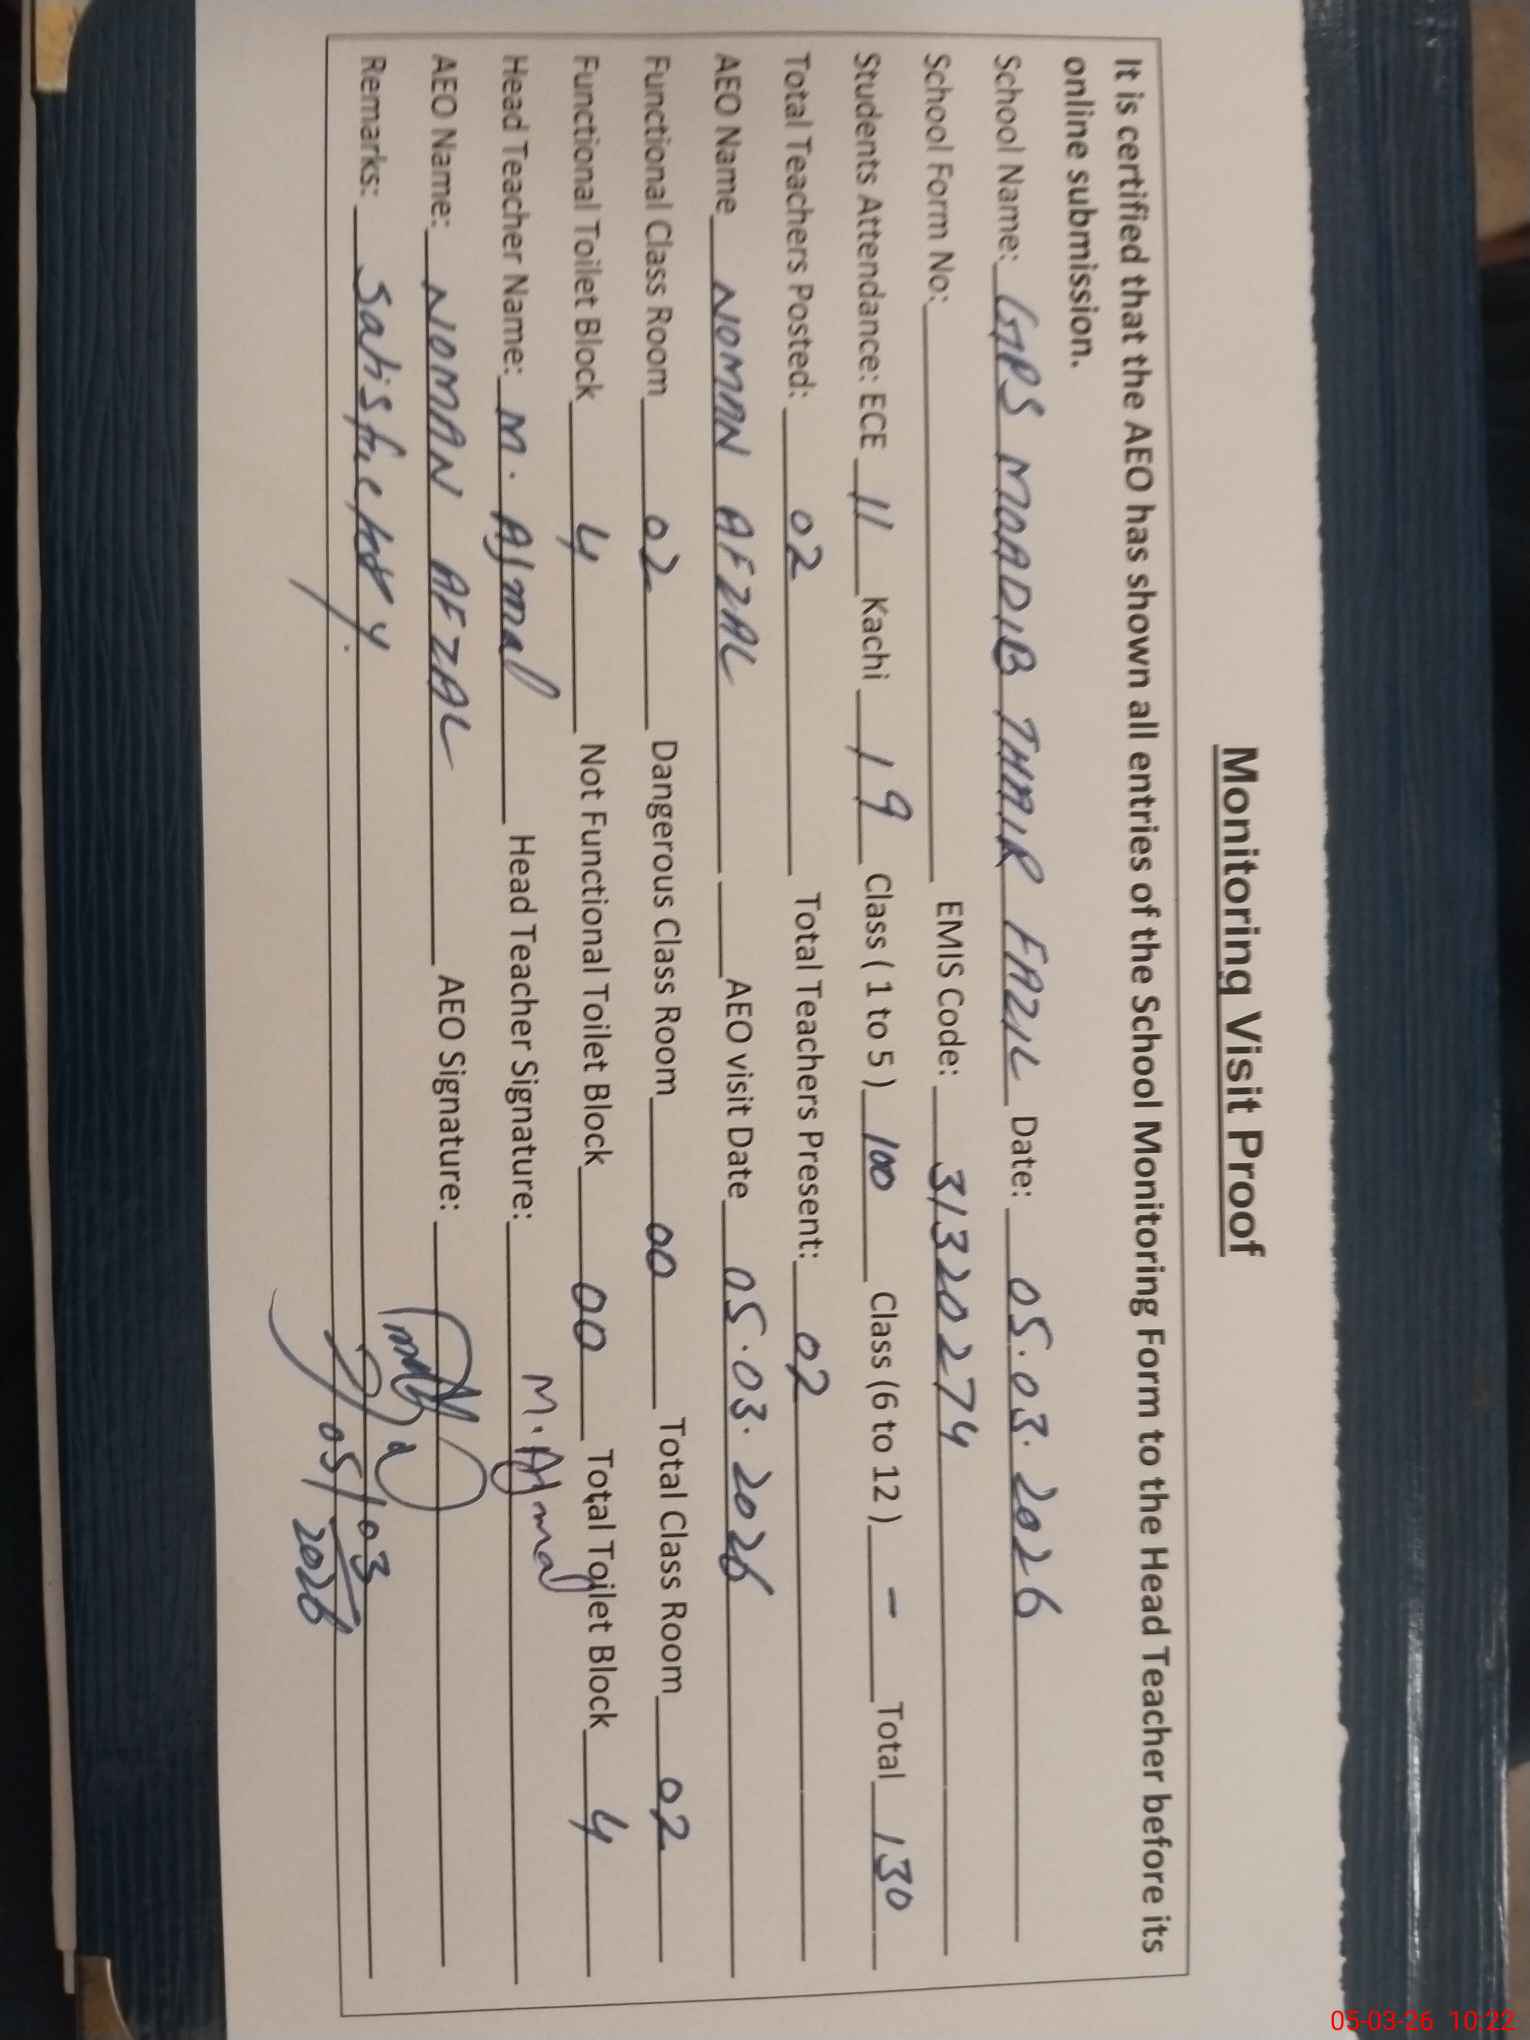 Monitoring Visit Proof
It is certified that the AEO has shown all entries of the School Monitoring Form to the Head Teacher before its
online submission.
School Name: GPS MOADIB THAIR FAZIL Date: 05.03.2026
School Form No: EMIS Code: 31320274
Students Attendance: ECE 11 Kachi 19 Class ( 1 to 5 ) 100 Class (6 to 12 ) – Total 130
Total Teachers Posted: 02 Total Teachers Present: 02
AEO Name NOMAN AFZAL AEO visit Date 05.03.2026
Functional Class Room 02 Dangerous Class Room 00 Total Class Room 02
Functional Toilet Block 4 Not Functional Toilet Block 00 Total Toilet Block 4
Head Teacher Name: M. Ajmal Head Teacher Signature: M. Ajmal
AEO Name: NOMAN AFZAL AEO Signature:
Remarks: Satisfactory.
05/03
2026
05-03-26 10:22